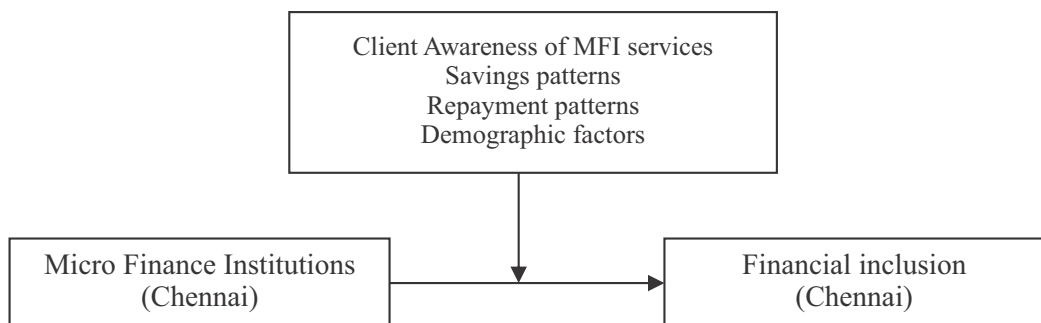 Client Awareness of MFI services
Savings patterns
Repayment patterns
Demographic factors
Micro Finance Institutions
(Chennai)
Financial inclusion
(Chennai)